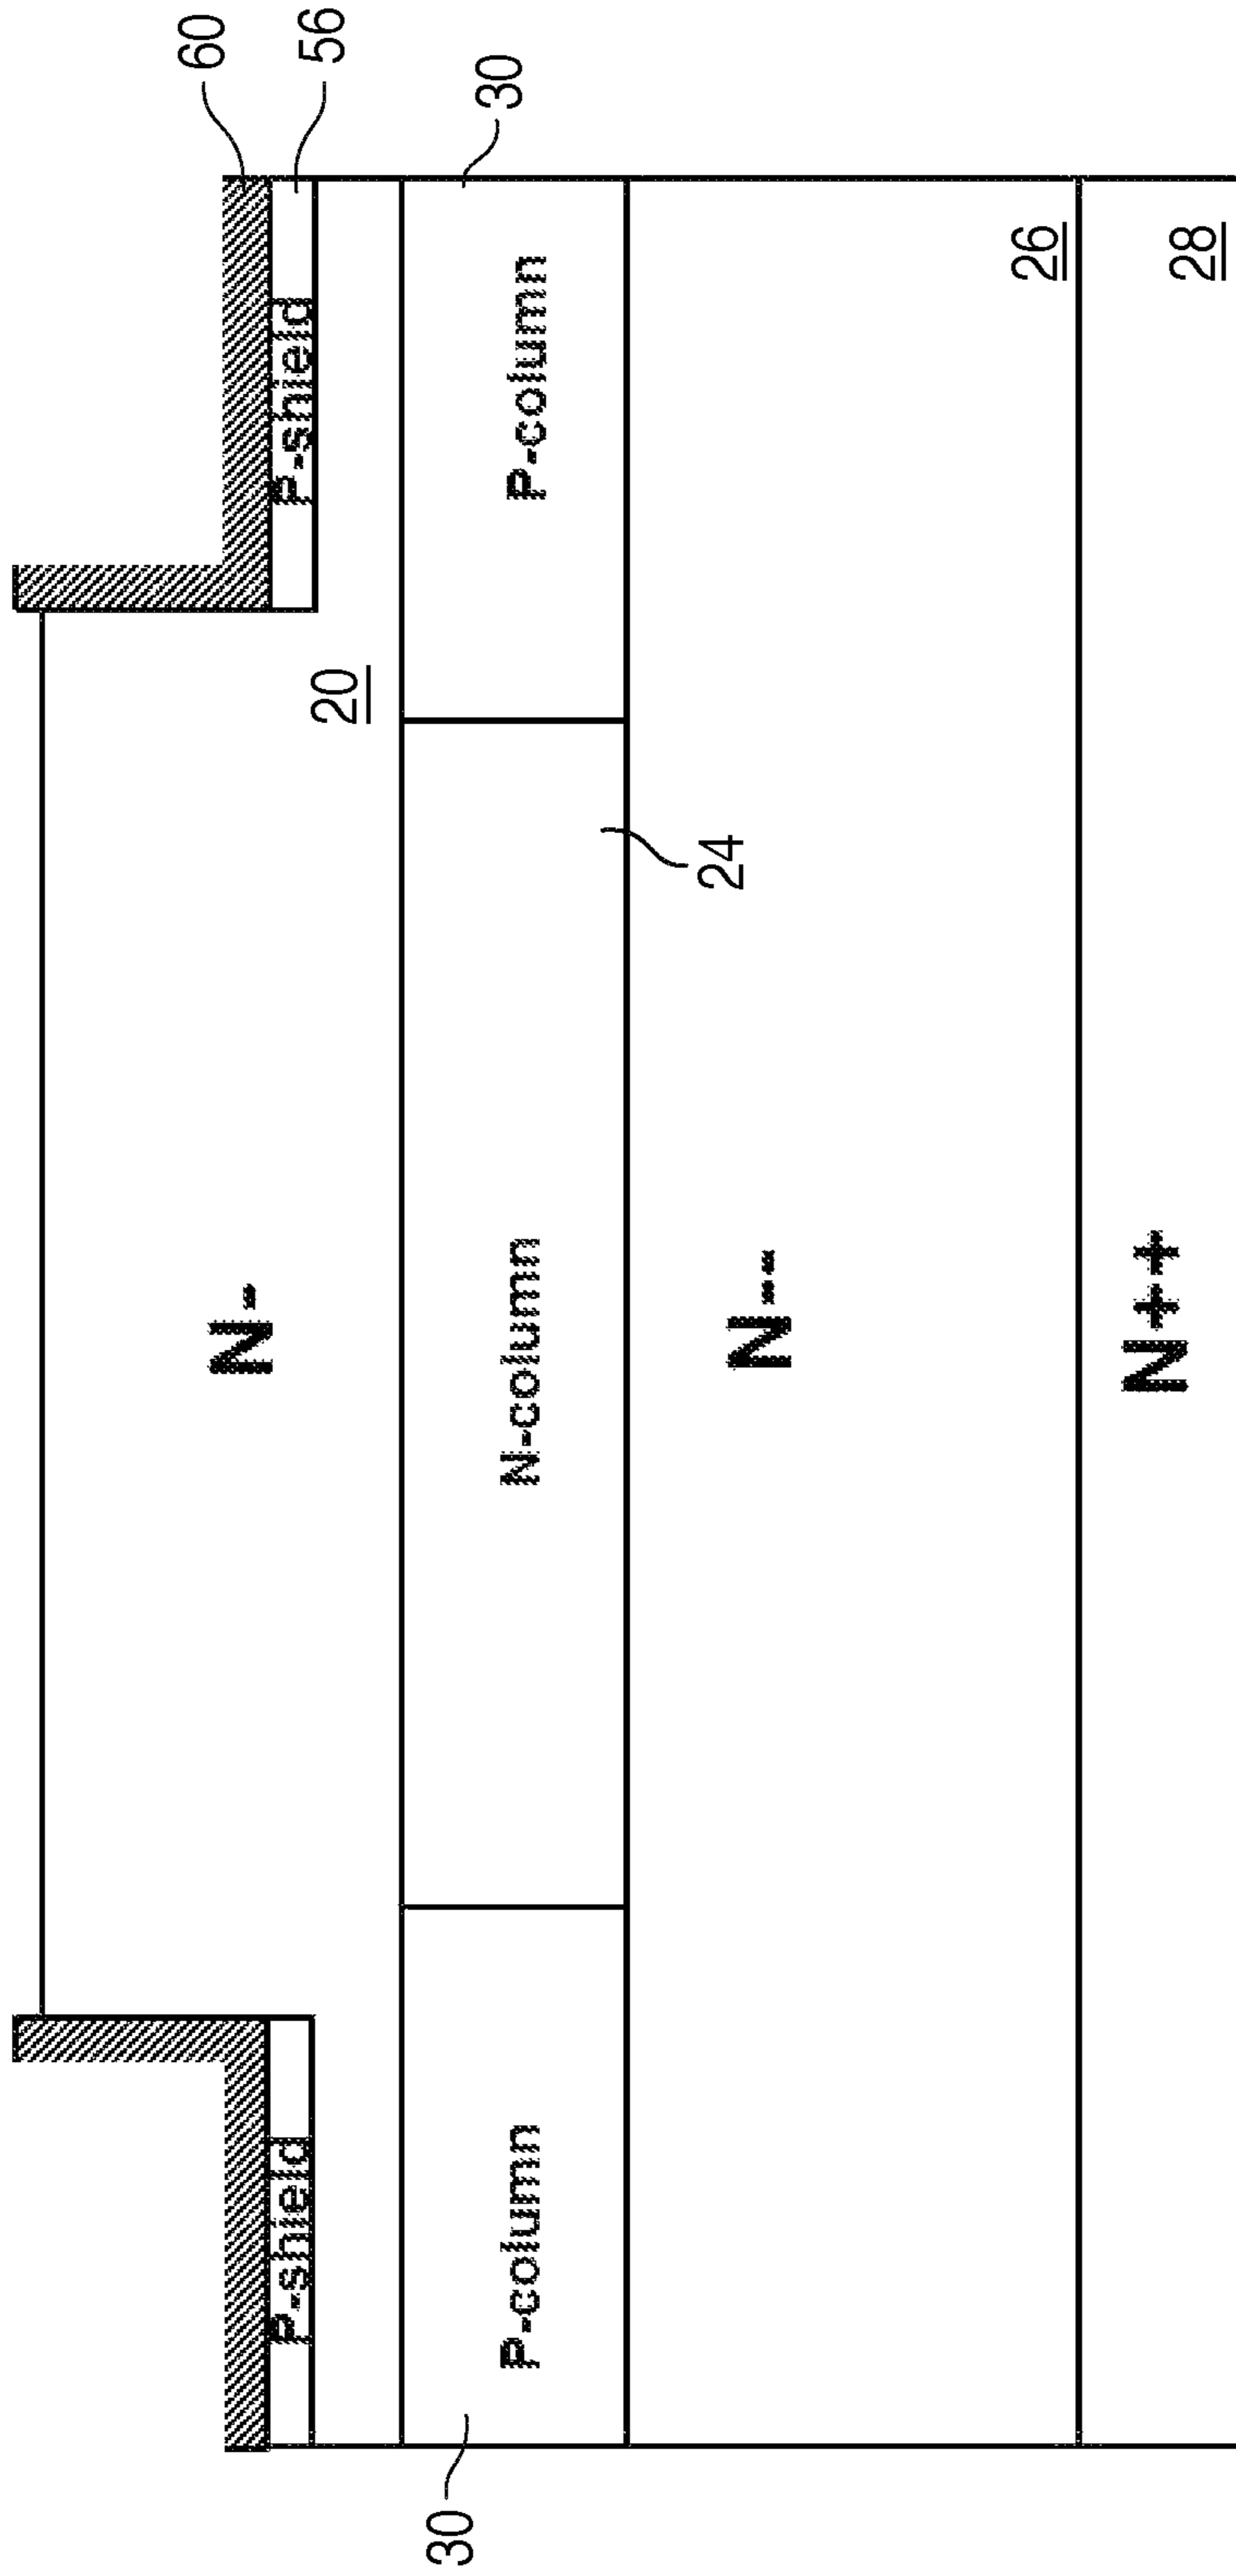 60
N-
P-shield
P-shield
56
20
30
30
P-column
N-column
P-column
24
N--
26
N++
28